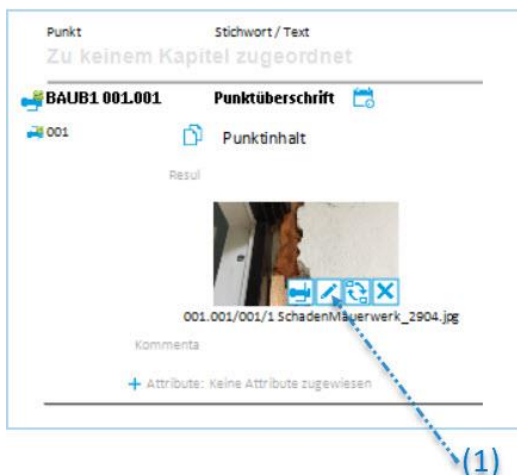 Punkt Stichwort / Text
Zu keinem Kapitel zugeordnet
BAUB1 001.001 Punktüberschrift
001 Punktinhalt
Resul
001.001/001/1 SchadenMauerwerk_2904.jpg
Kommenta
+ Attribute: Keine Attribute zugewiesen
(1)